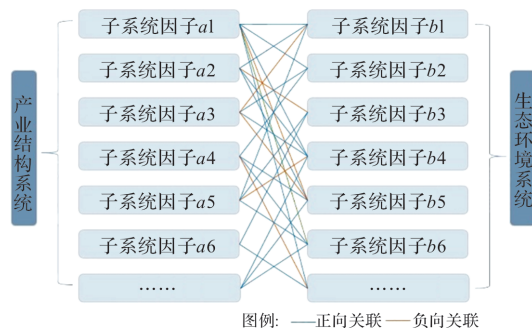 产业结构系统
子系统因子a1
子系统因子a2
子系统因子a3
子系统因子a4
子系统因子a5
子系统因子a6
……
子系统因子b1
子系统因子b2
子系统因子b3
子系统因子b4
子系统因子b5
子系统因子b6
……
生态环境系统
图例: 正向关联 负向关联